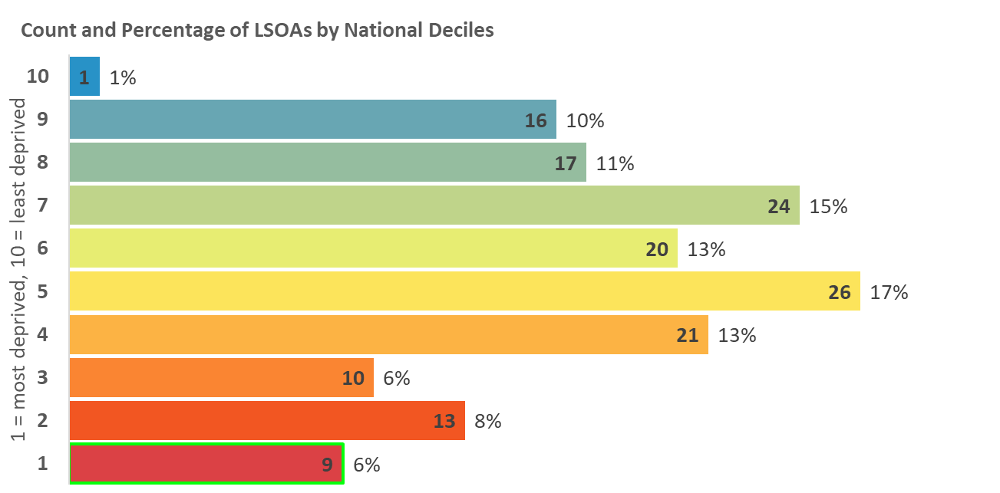 Count and Percentage of LSOAs by National Deciles
1 = most deprived, 10 = least deprived
10 1 1%
9 16 10%
8 17 11%
7 24 15%
6 20 13%
5 26 17%
4 21 13%
3 10 6%
2 13 8%
1 9 6%